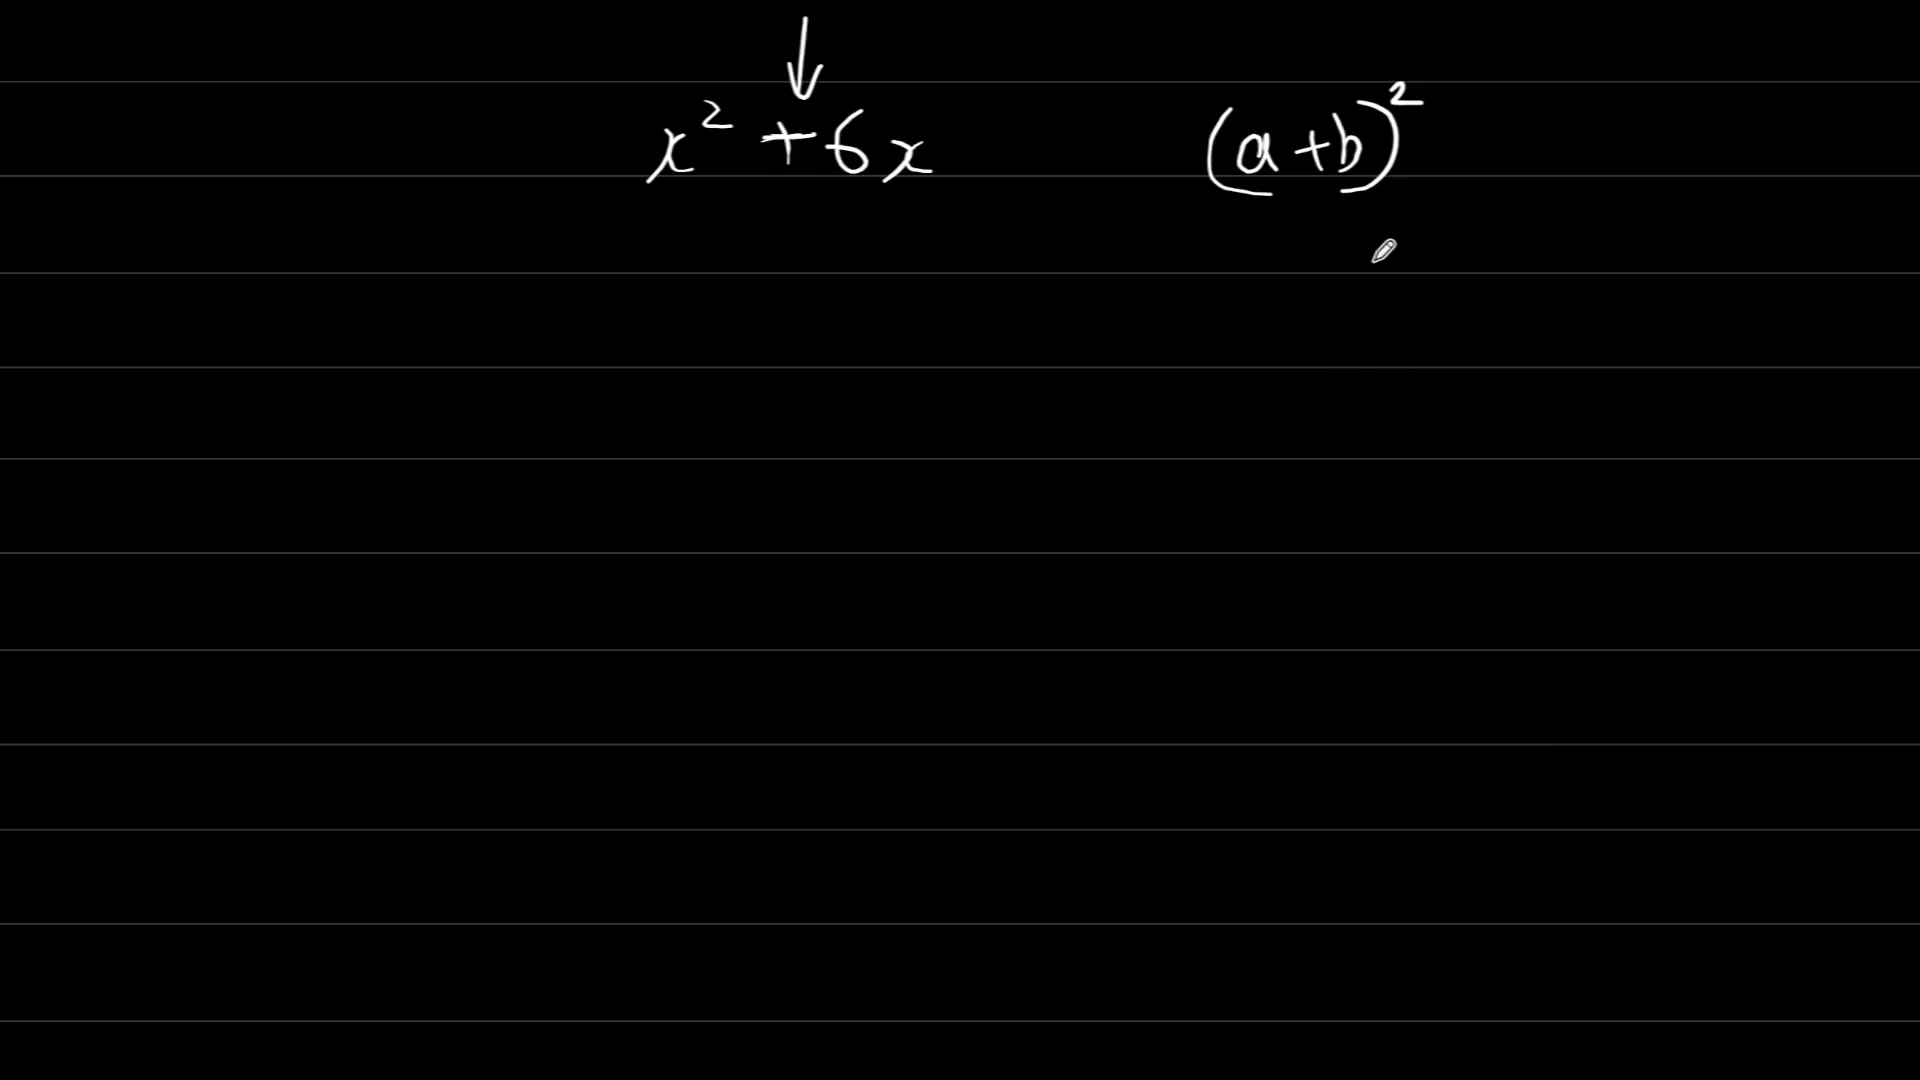 x² + 6x (a+b)²